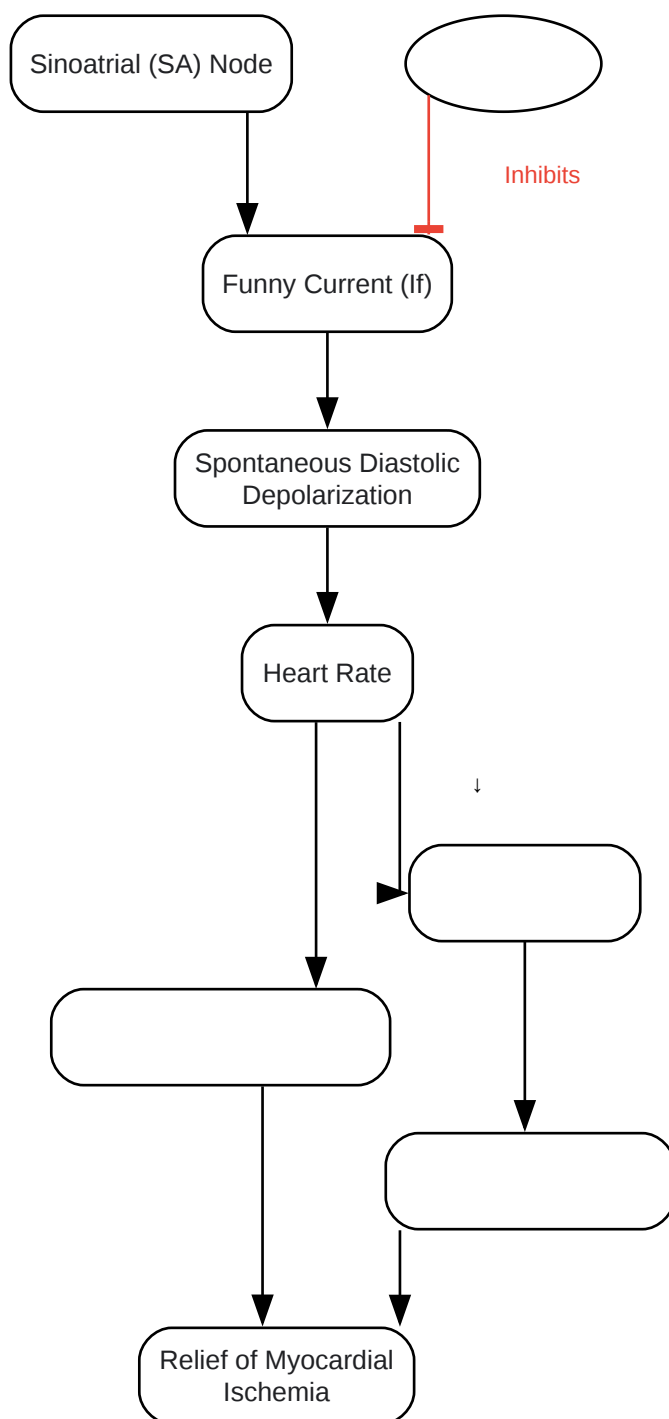 Sinoatrial (SA) Node
Inhibits
Funny Current (If)
Spontaneous Diastolic
Depolarization
Heart Rate
↓
Relief of Myocardial
Ischemia